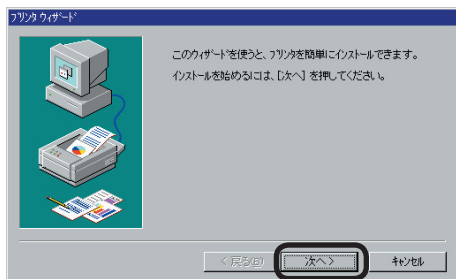 プリンタ ウィザード
このウィザードを使うと、プリンタを簡単にインストールできます。
インストールを始めるには、[次へ] を押してください。
< 戻る(B)
次へ >
キャンセル